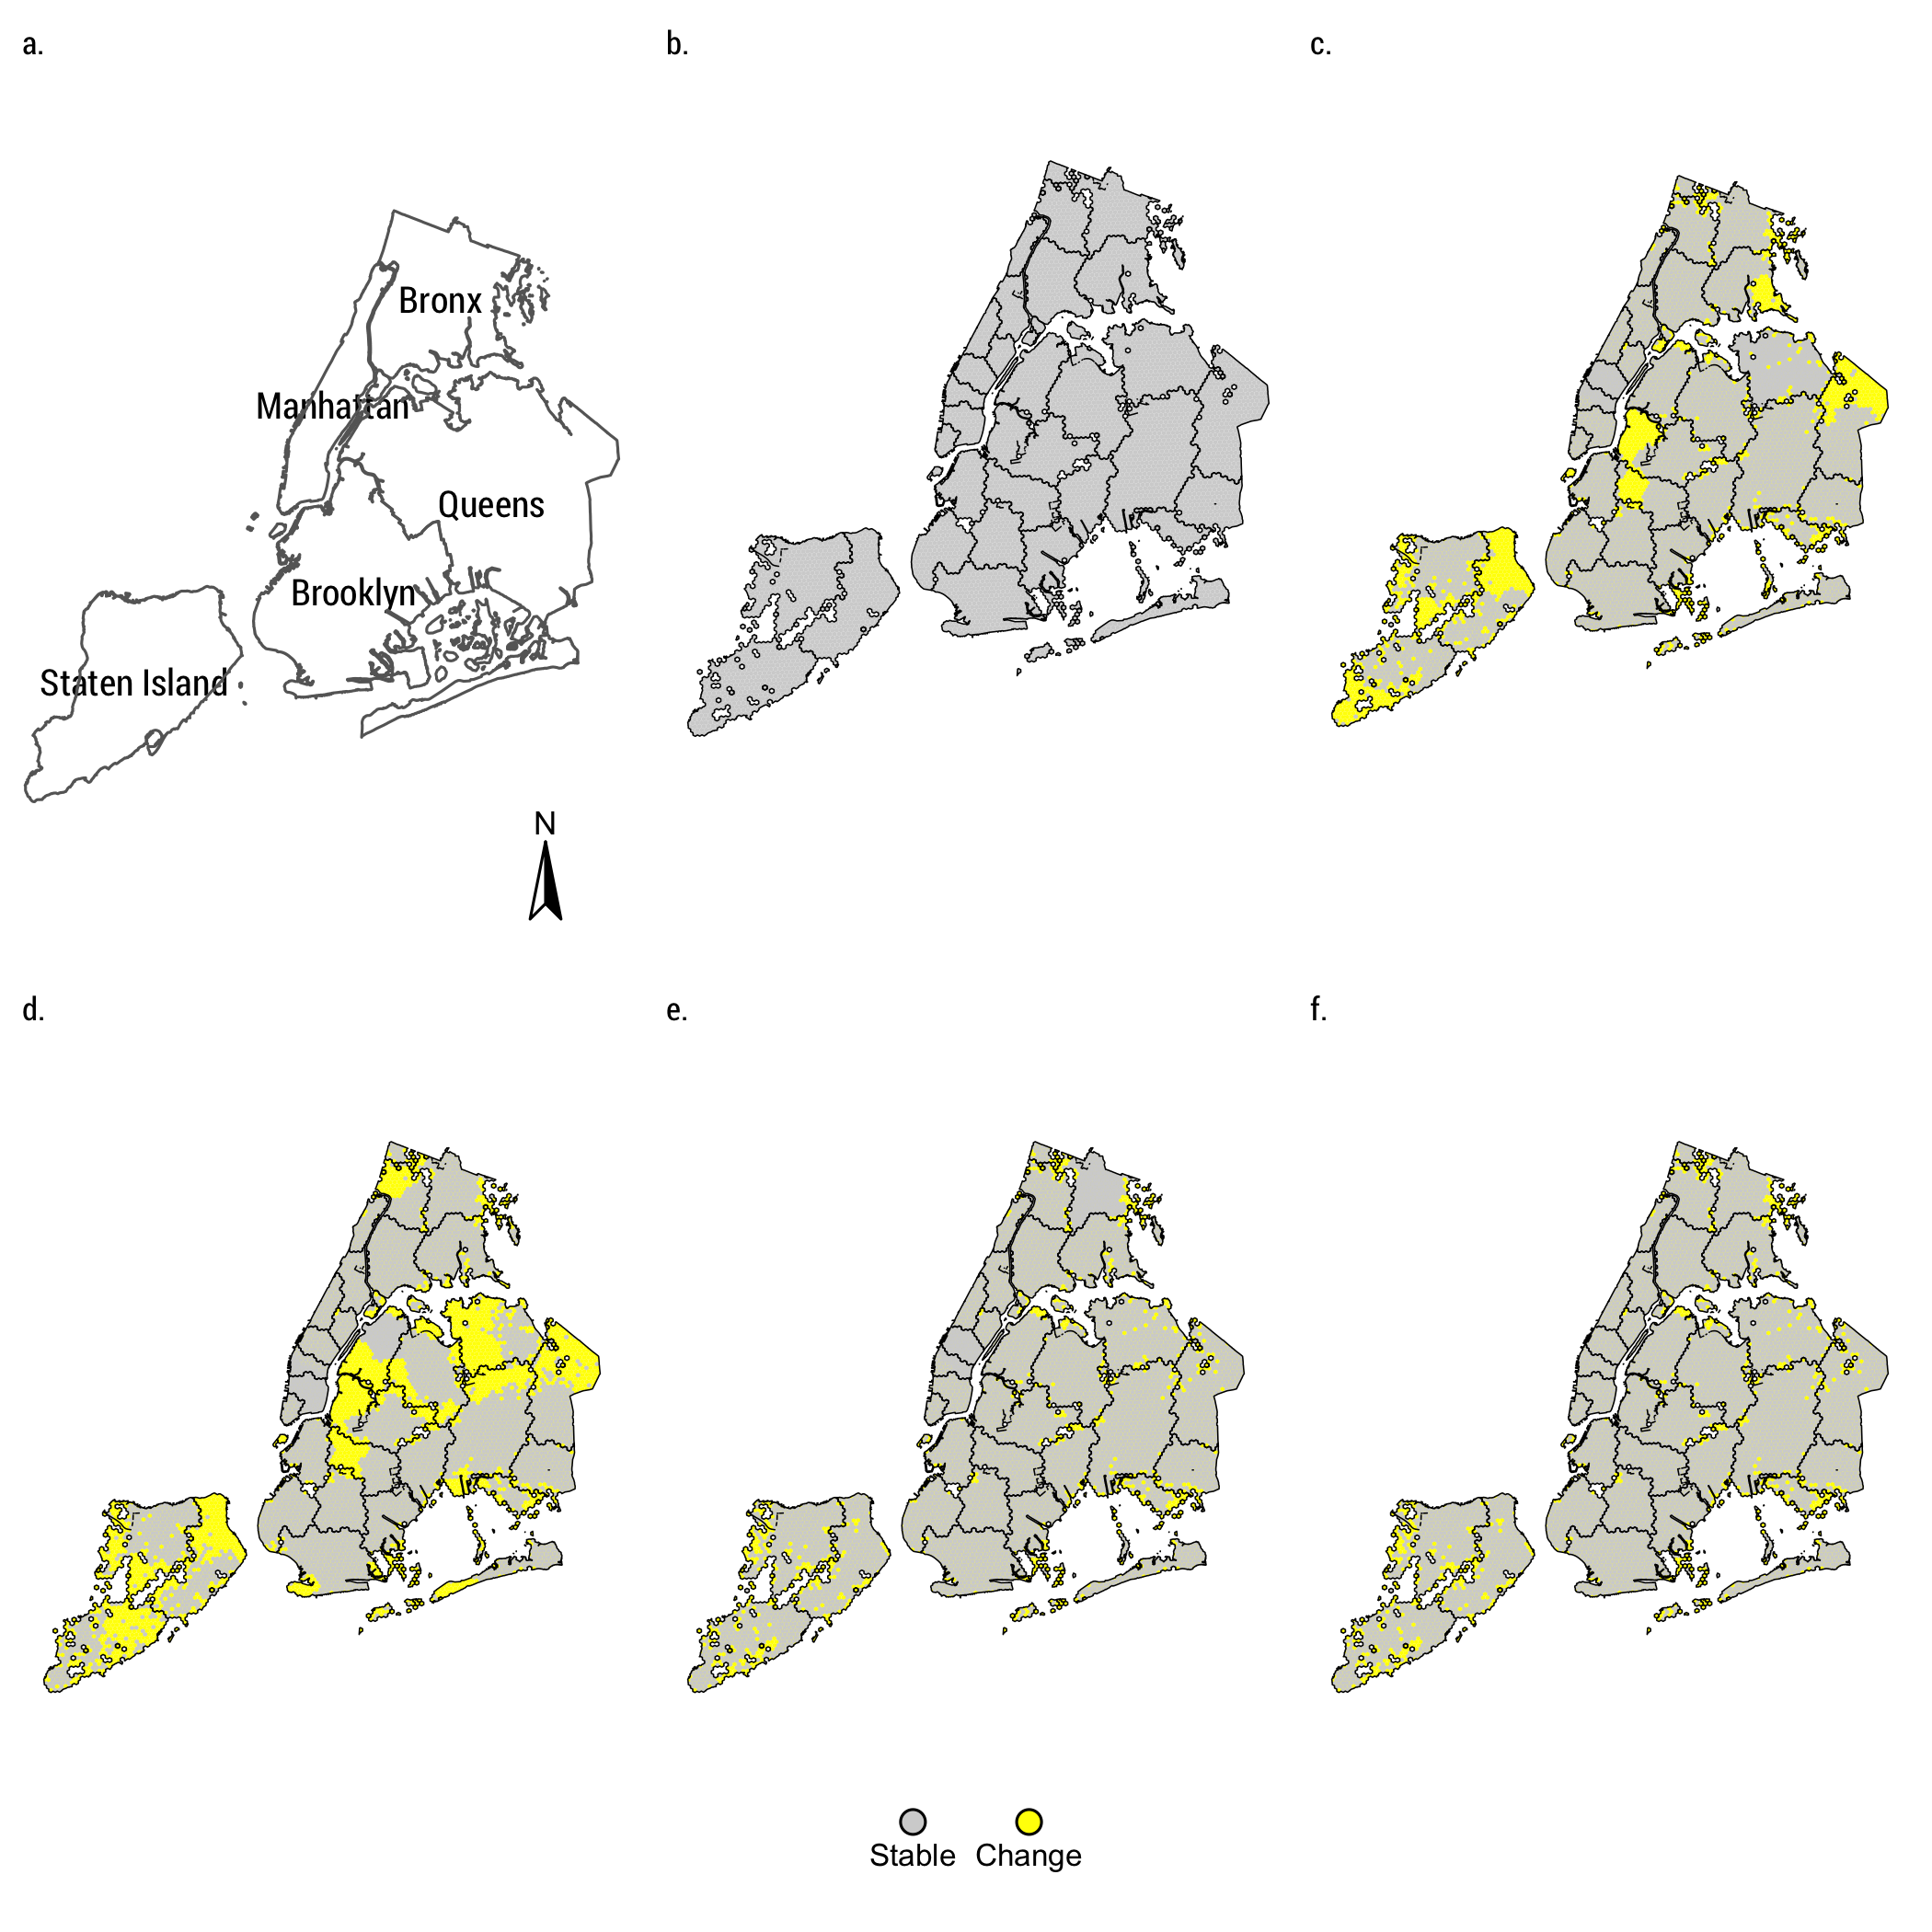 a.
b.
c.
Bronx
Manhattan
Queens
Brooklyn
Staten Island
N
d.
e.
f.
Stable
Change